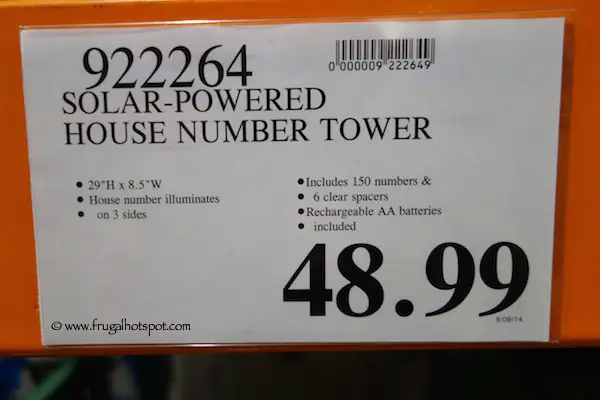 922264
0 000009 222649
SOLAR-POWERED
HOUSE NUMBER TOWER
• 29"H x 8.5"W
• House number illuminates
• on 3 sides
• Includes 150 numbers &
• 6 clear spacers
• Rechargeable AA batteries
• included
48.99
9/09/14
© www.frugalhotspot.com